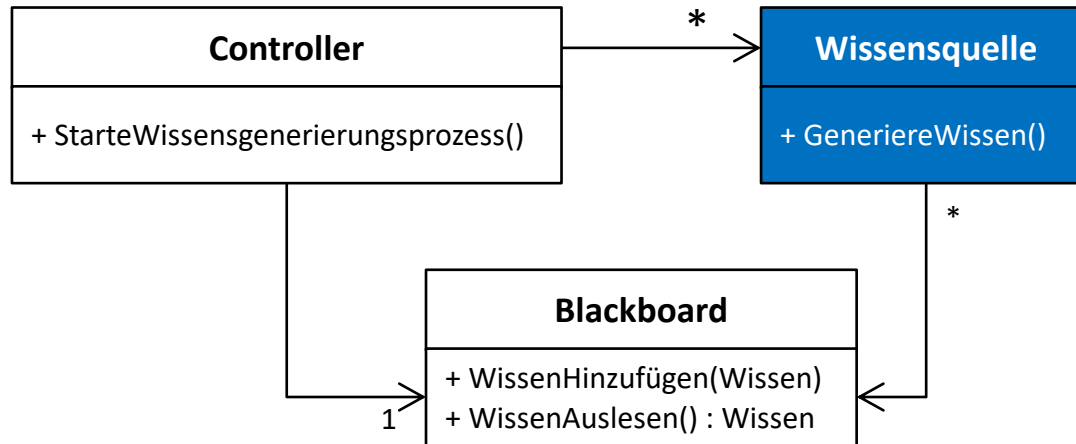 Controller
+ StarteWissensgenerierungsprozess()
*
Wissensquelle
+ GeneriereWissen()
*
Blackboard
+ WissenHinzufügen(Wissen)
+ WissenAuslesen() : Wissen
1